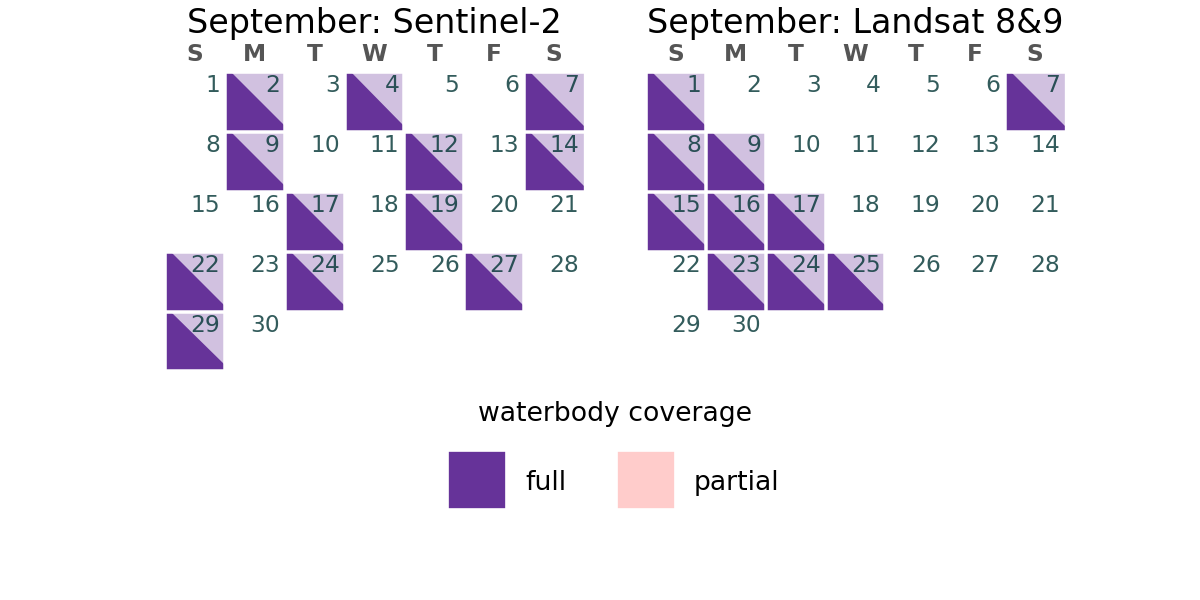 September: Sentinel-2
S M T W T F S
1 2 3 4 5 6 7
8 9 10 11 12 13 14
15 16 17 18 19 20 21
22 23 24 25 26 27 28
29 30
September: Landsat 8&9
S M T W T F S
1 2 3 4 5 6 7
8 9 10 11 12 13 14
15 16 17 18 19 20 21
22 23 24 25 26 27 28
29 30
waterbody coverage
full partial